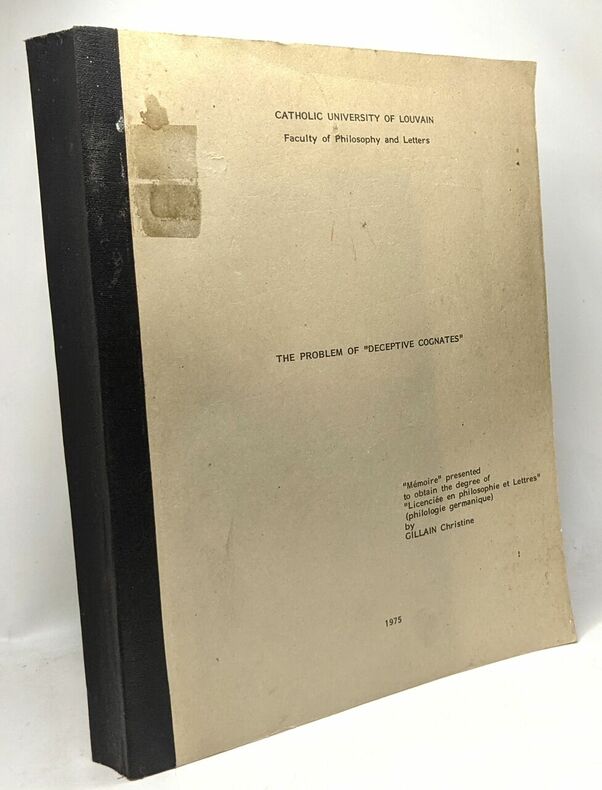 CATHOLIC UNIVERSITY OF LOUVAIN
Faculty of Philosophy and Letters
THE PROBLEM OF "DECEPTIVE COGNATES"
"Mémoire" presented
to obtain the degree of
"Licenciée en philosophie et Lettres"
(philologie germanique)
by
GILLAIN Christine
1975